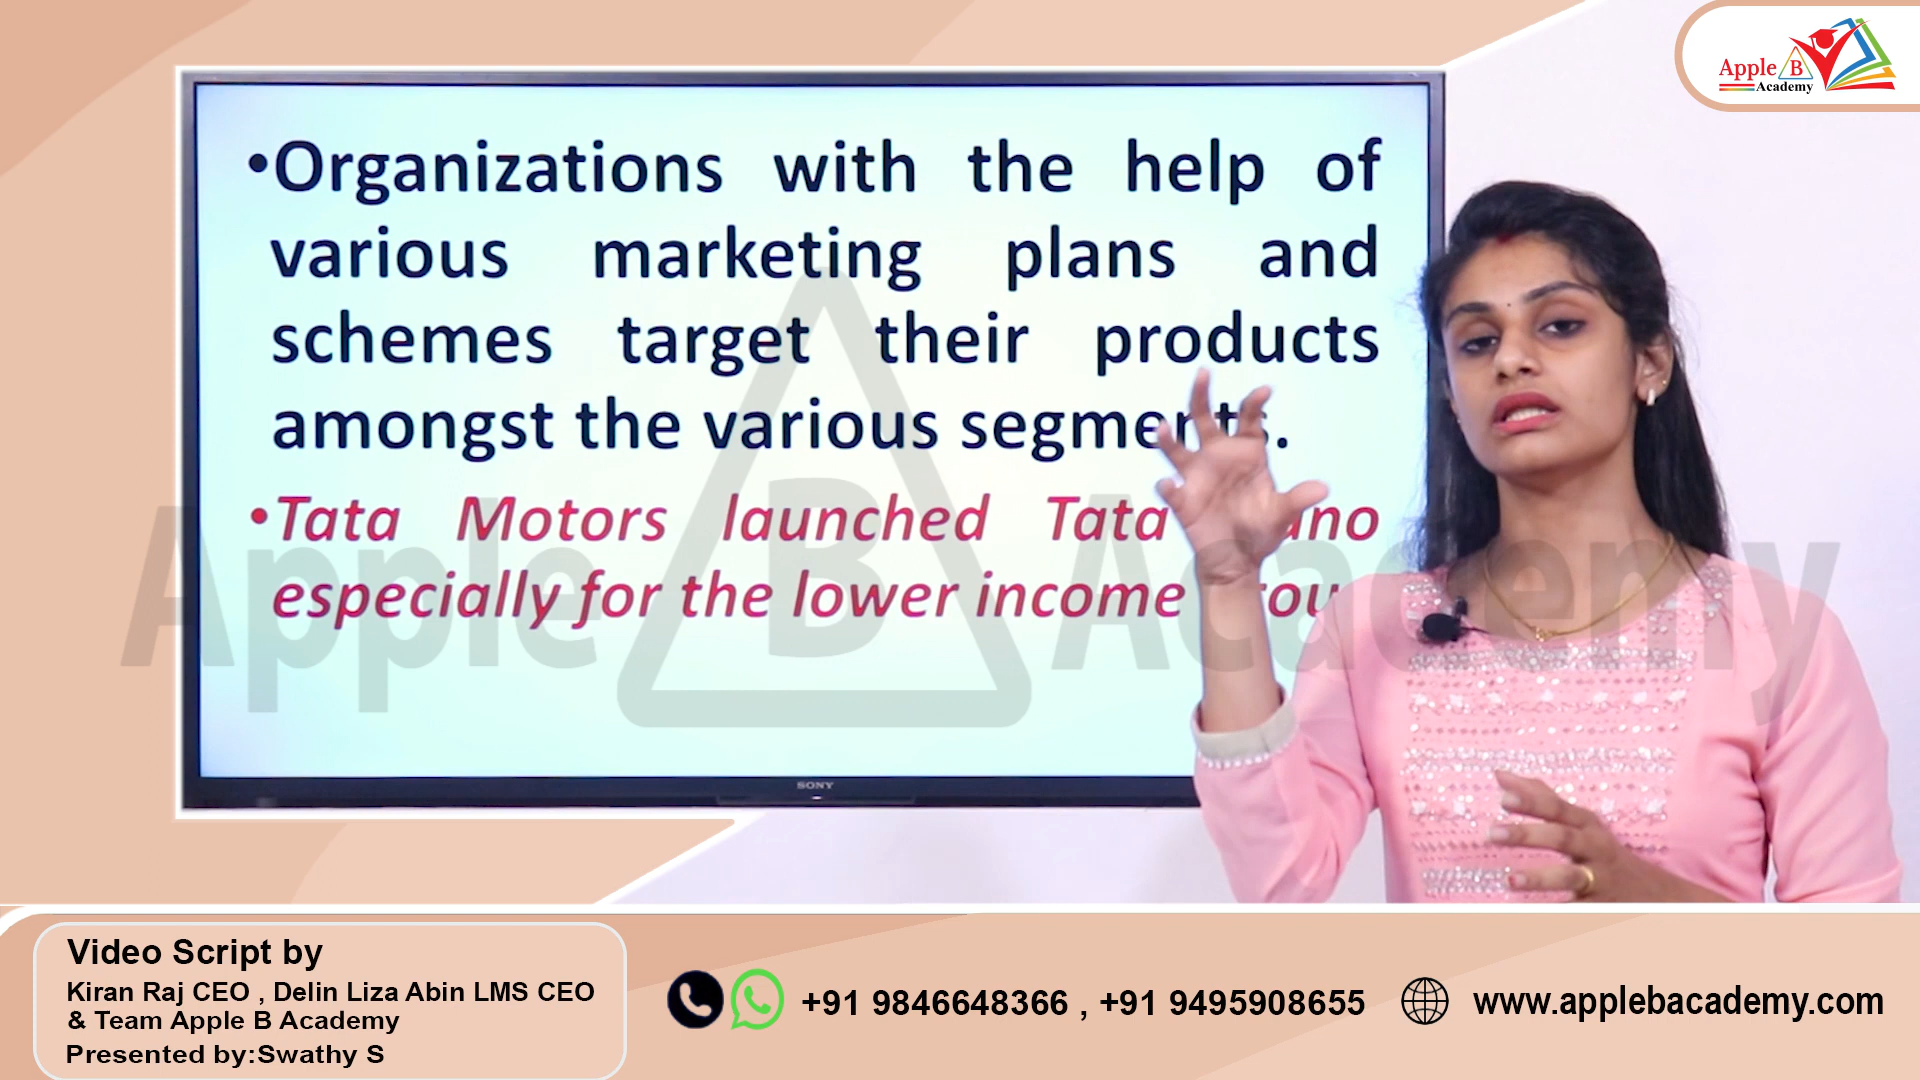 Apple B
Academy
•Organizations with the help of
various marketing plans and
schemes target their products
amongst the various segments.
•Tata Motors launched Tata
especially for the lower income
Apple B Academy
SONY
Video Script by
Kiran Raj CEO , Delin Liza Abin LMS CEO
& Team Apple B Academy
Presented by:Swathy S
+91 9846648366 , +91 9495908655
www.applebacademy.com